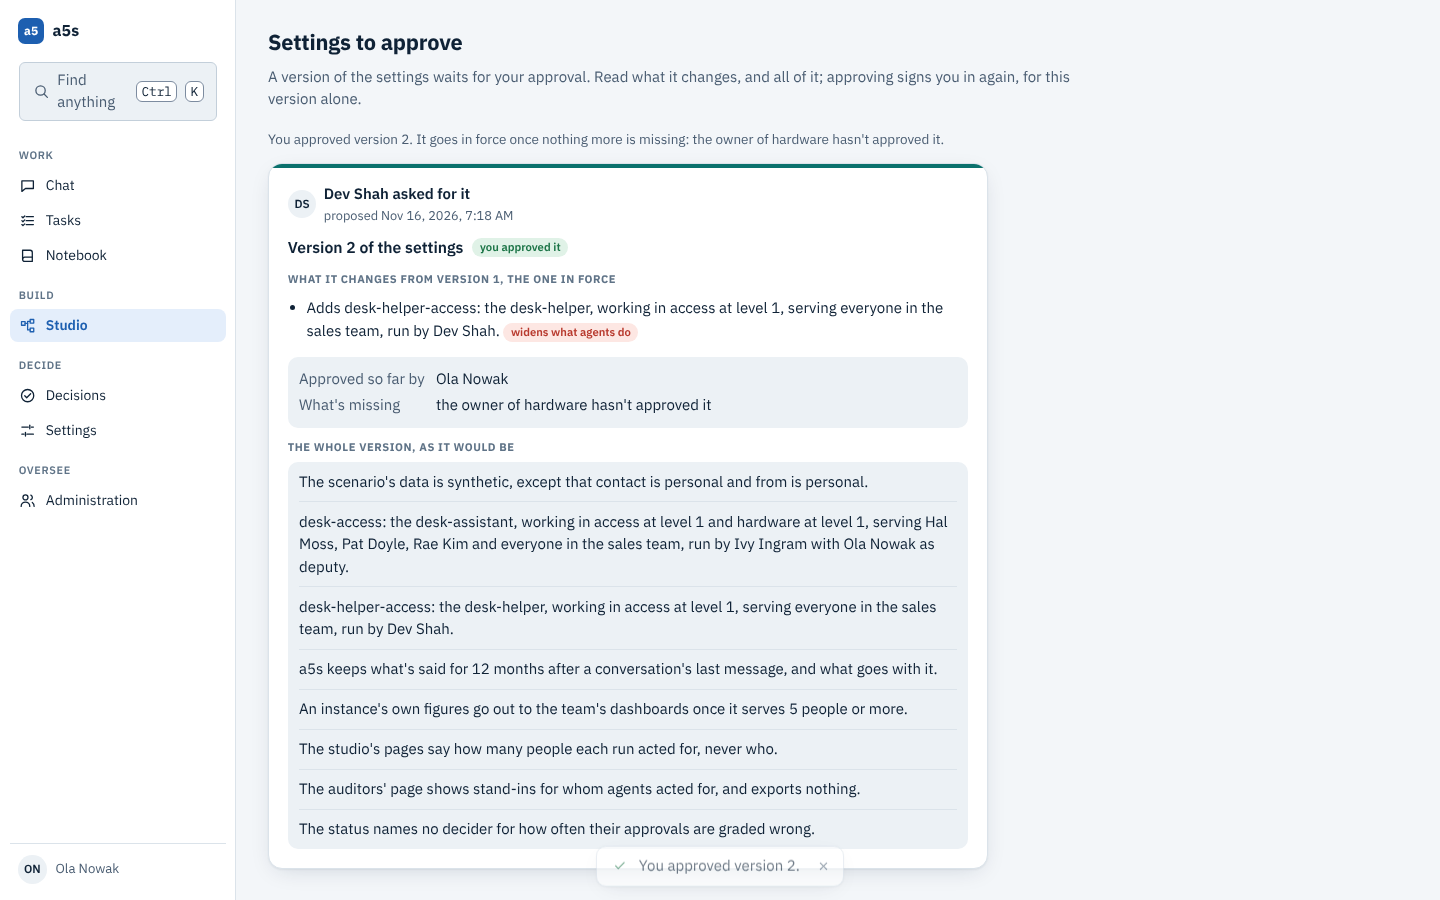 a5 a5s
Find
anything
Ctrl K
WORK
Chat
Tasks
Notebook
BUILD
Studio
DECIDE
Decisions
Settings
OVERSEE
Administration
ON Ola Nowak
Settings to approve
A version of the settings waits for your approval. Read what it changes, and all of it; approving signs you in again, for this
version alone.
You approved version 2. It goes in force once nothing more is missing: the owner of hardware hasn't approved it.
DS
Dev Shah asked for it
proposed Nov 16, 2026, 7:18 AM
Version 2 of the settings you approved it
WHAT IT CHANGES FROM VERSION 1, THE ONE IN FORCE
• Adds desk-helper-access: the desk-helper, working in access at level 1, serving everyone in the
sales team, run by Dev Shah. widens what agents do
Approved so far by Ola Nowak
What's missing the owner of hardware hasn't approved it
THE WHOLE VERSION, AS IT WOULD BE
The scenario's data is synthetic, except that contact is personal and from is personal.
desk-access: the desk-assistant, working in access at level 1 and hardware at level 1, serving Hal
Moss, Pat Doyle, Rae Kim and everyone in the sales team, run by Ivy Ingram with Ola Nowak as
deputy.
desk-helper-access: the desk-helper, working in access at level 1, serving everyone in the sales
team, run by Dev Shah.
a5s keeps what's said for 12 months after a conversation's last message, and what goes with it.
An instance's own figures go out to the team's dashboards once it serves 5 people or more.
The studio's pages say how many people each run acted for, never who.
The auditors' page shows stand-ins for whom agents acted for, and exports nothing.
The status names no decider for how often their approvals are graded wrong.
You approved version 2.